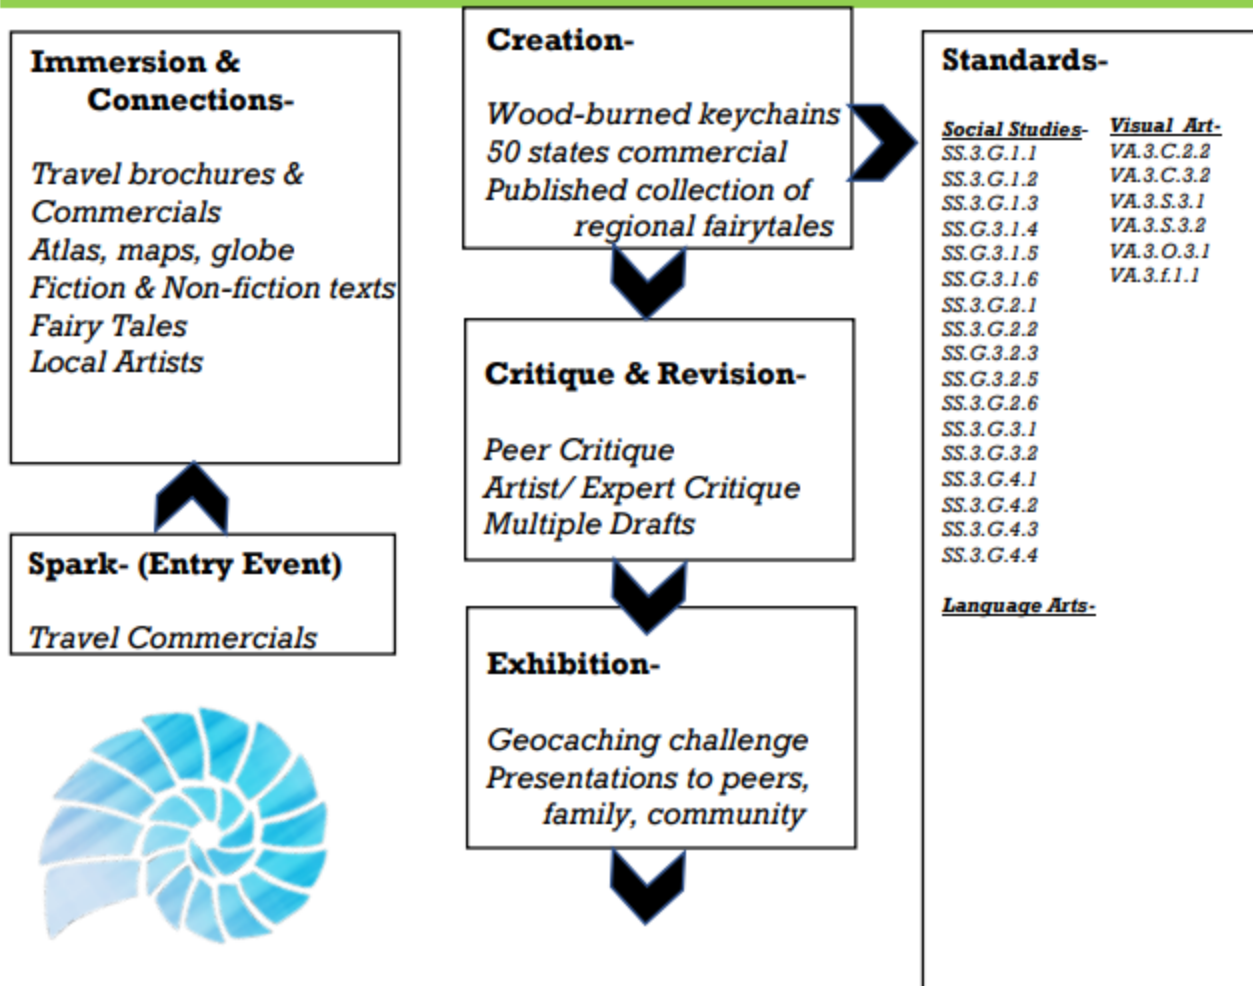 Immersion &
Connections-
Travel brochures &
Commercials
Atlas, maps, globe
Fiction & Non-fiction texts
Fairy Tales
Local Artists
Spark- (Entry Event)
Travel Commercials
Creation-
Wood-burned keychains
50 states commercial
Published collection of
regional fairytales
Critique & Revision-
Peer Critique
Artist/ Expert Critique
Multiple Drafts
Exhibition-
Geocaching challenge
Presentations to peers,
family, community
Standards-
Social Studies-
SS.3.G.1.1
SS.3.G.1.2
SS.3.G.1.3
SS.G.3.1.4
SS.G.3.1.5
SS.G.3.1.6
SS.3.G.2.1
SS.3.G.2.2
SS.G.3.2.3
SS.G.3.2.5
SS.3.G.2.6
SS.3.G.3.1
SS.3.G.3.2
SS.3.G.4.1
SS.3.G.4.2
SS.3.G.4.3
SS.3.G.4.4
Language Arts-
Visual Art-
VA.3.C.2.2
VA.3.C.3.2
VA.3.S.3.1
VA.3.S.3.2
VA.3.O.3.1
VA.3.f.1.1